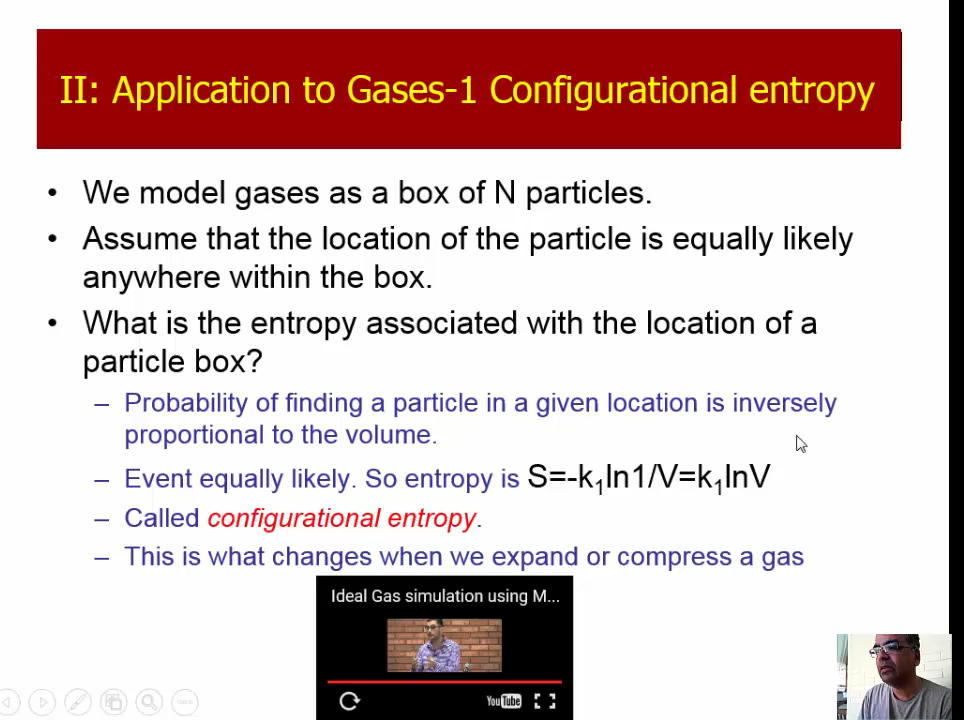 II: Application to Gases-1 Configurational entropy
• We model gases as a box of N particles.
• Assume that the location of the particle is equally likely
anywhere within the box.
• What is the entropy associated with the location of a
particle box?
– Probability of finding a particle in a given location is inversely
proportional to the volume.
– Event equally likely. So entropy is S=-k₁ln1/V=k₁lnV
– Called configurational entropy.
– This is what changes when we expand or compress a gas
Ideal Gas simulation using M...
YouTube